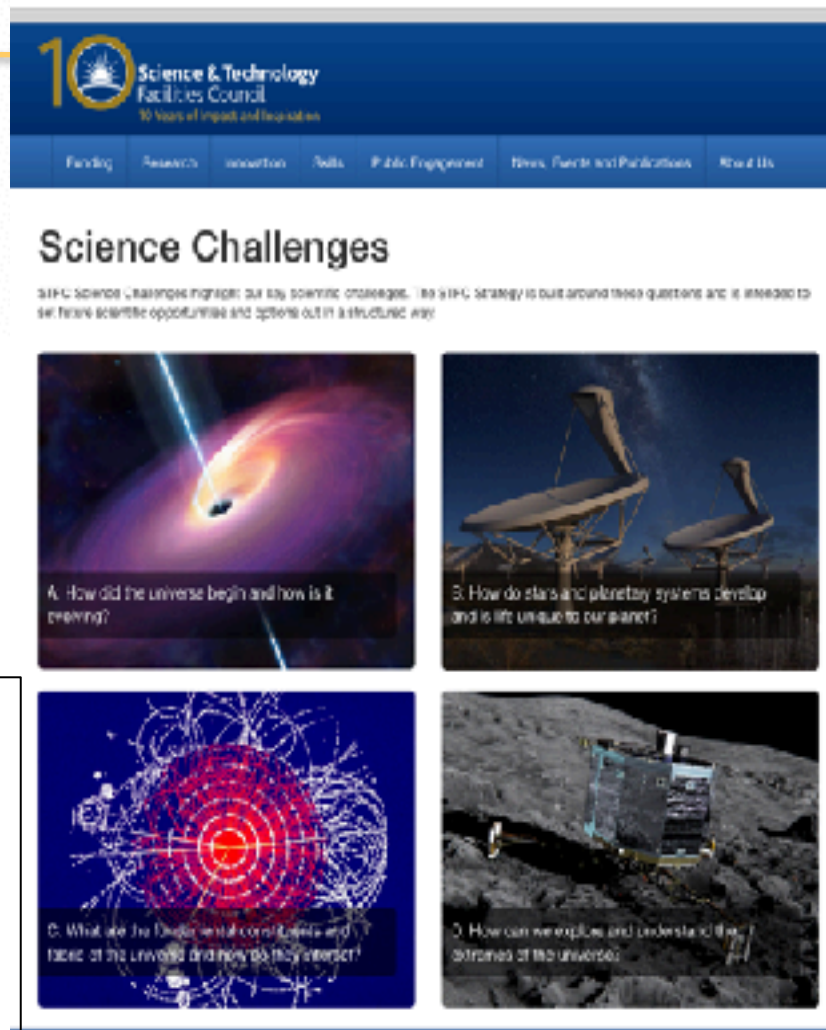 10
Science & Technology
Facilities Council
10 Years of Impact and Inspiration
Funding Research Innovation Skills Public Engagement News, Events and Publications About Us
Science Challenges
STFC Science Challenges highlight our key scientific challenges. The STFC Strategy is built around these questions and is intended to
set future scientific opportunities and options out in a structured way
A: How did the universe begin and how is it
evolving?
B: How do stars and planetary systems develop
and is life unique to our planet?
C: What are the fundamental constituents and
fabric of the universe and how do they interact?
D: How can we explore and understand the
extremes of the universe?